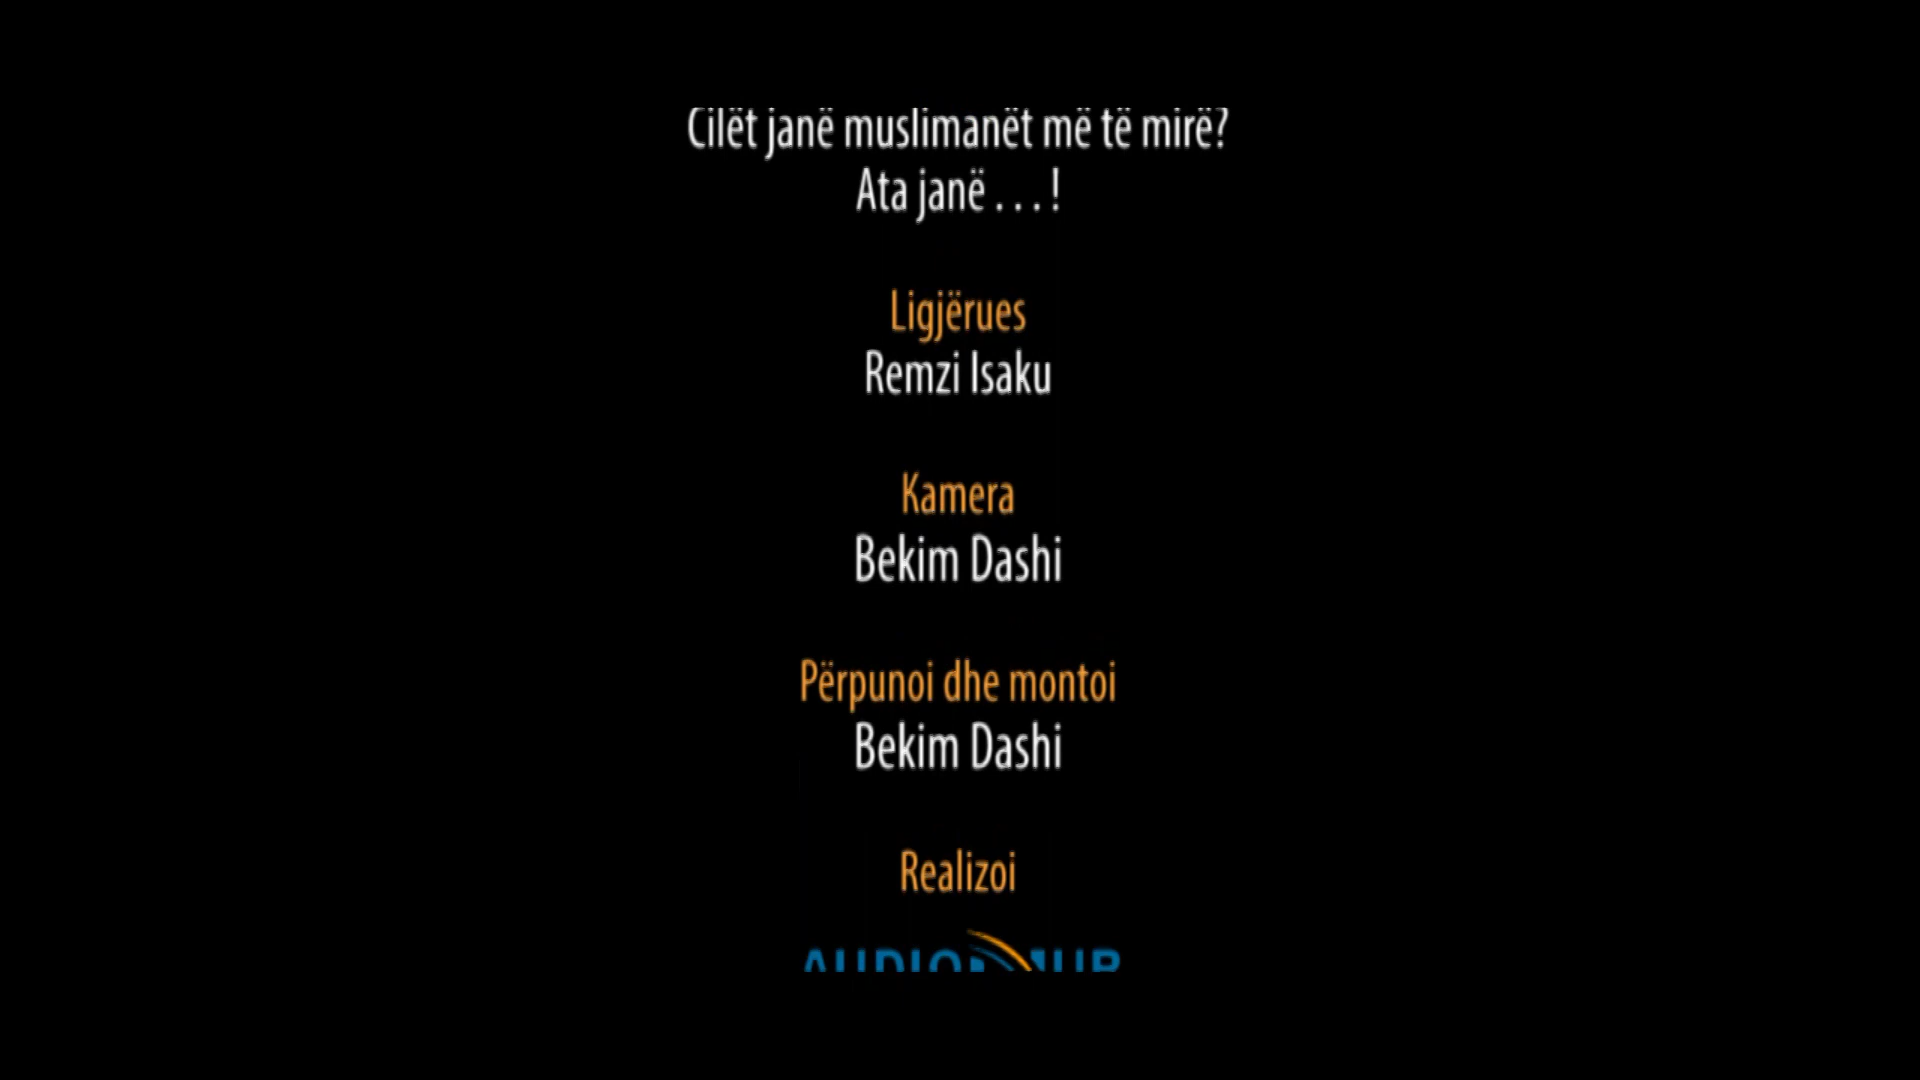 Cilët janë muslimanët më të mirë?
Ata janë . . . !
Ligjërues
Remzi Isaku
Kamera
Bekim Dashi
Përpunoi dhe montoi
Bekim Dashi
Realizoi